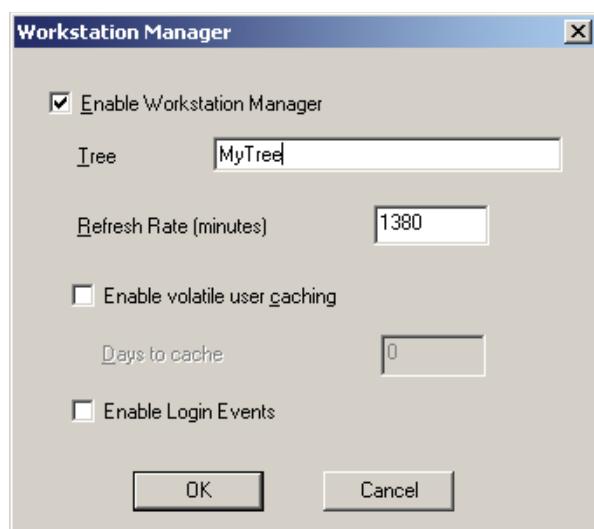 Workstation Manager
Enable Workstation Manager
Tree MyTree
Refresh Rate (minutes) 1380
Enable volatile user caching
Days to cache 0
Enable Login Events
OK Cancel